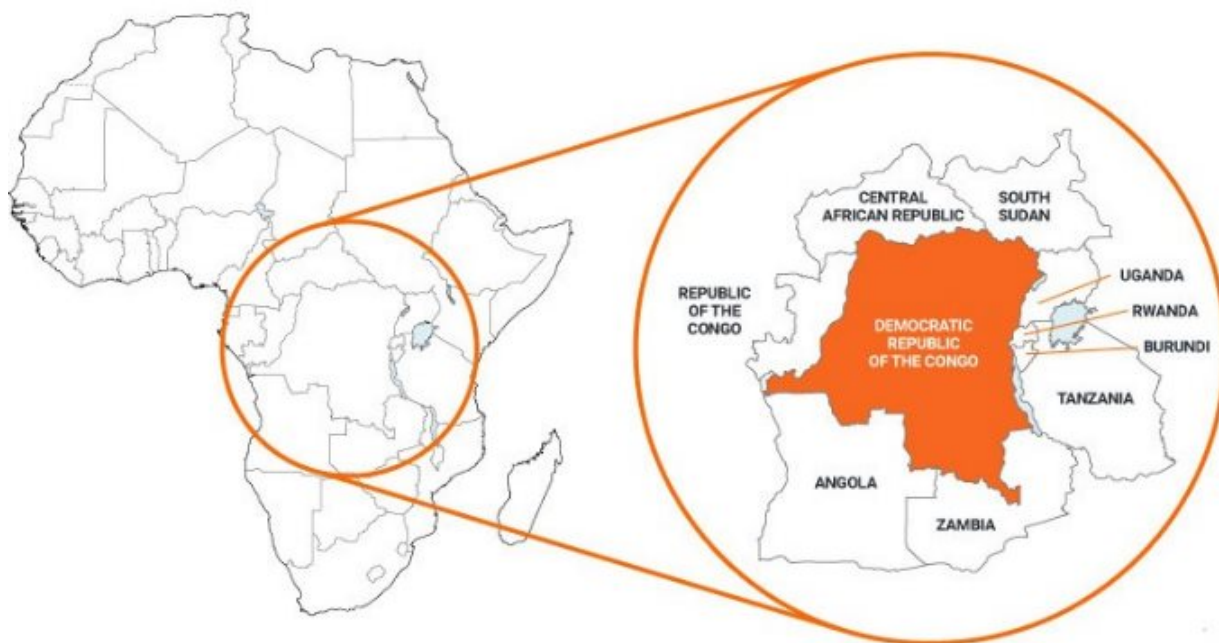 CENTRAL
AFRICAN REPUBLIC
SOUTH
SUDAN
UGANDA
REPUBLIC
OF THE
CONGO
RWANDA
DEMOCRATIC
REPUBLIC
OF THE CONGO
BURUNDI
TANZANIA
ANGOLA
ZAMBIA